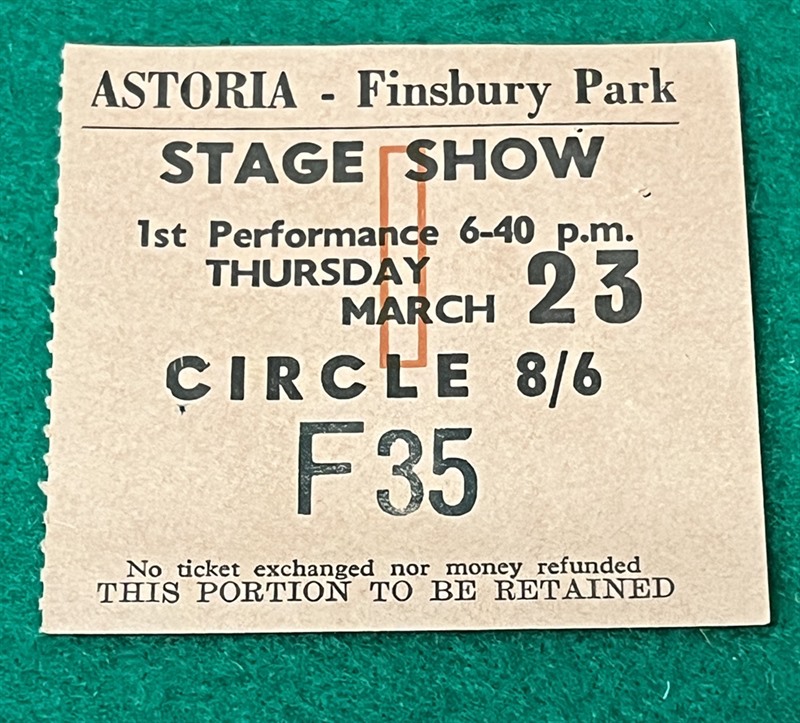 ASTORIA - Finsbury Park
STAGE SHOW
1st Performance 6-40 p.m.
THURSDAY
MARCH 23
CIRCLE 8/6
F 35
No ticket exchanged nor money refunded
THIS PORTION TO BE RETAINED